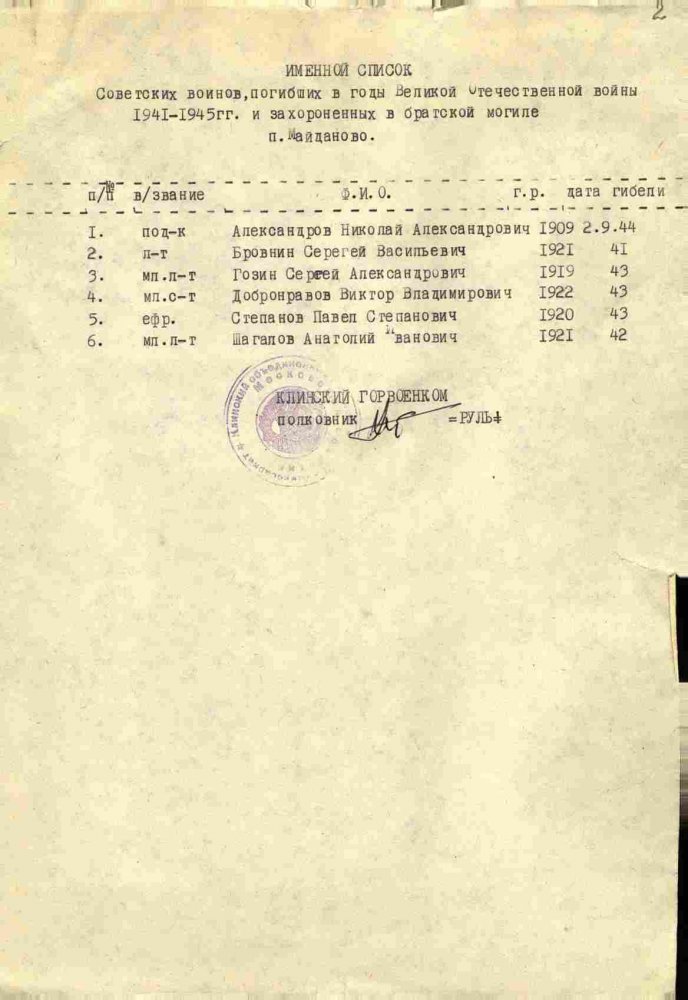 2
ИМЕННОЙ СПИСОК
Советских воинов, погибших в годы Великой Отечественной войны
1941-1945гг. и захороненных в братской могиле
п.Майданово.
№ п/п в/звание Ф.И.О. г.р. дата гибели
1. под-к Александров Николай Александрович 1909 2.9.44
2. л-т Бровнин Серегей Васильевич 1921 41
3. мл.л-т Гозин Сергей Александрович 1919 43
4. мл.с-т Добронравов Виктор Владимирович 1922 43
5. ефр. Степанов Павел Степанович 1920 43
6. мл.л-т Шагалов Анатолий Иванович 1921 42
КЛИНСКИЙ ГОРВОЕНКОМ
полковник =РУЛЬ=